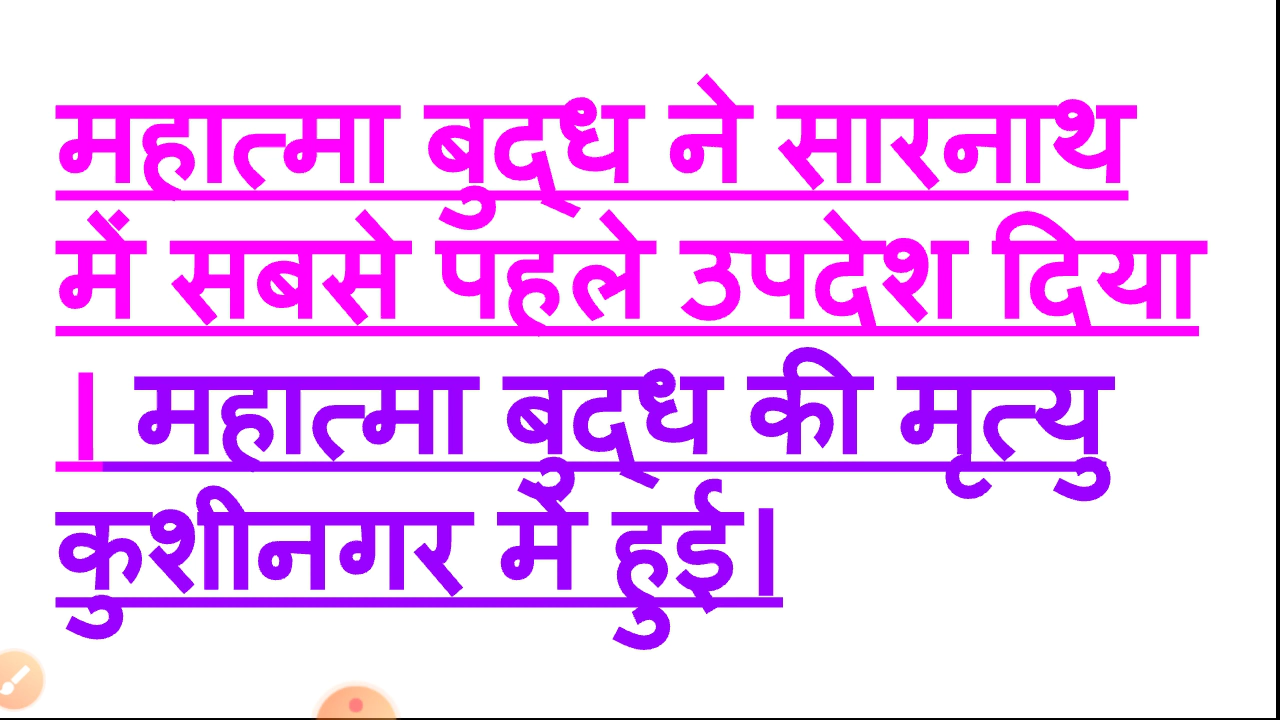 महात्मा बुद्ध ने सारनाथ
में सबसे पहले उपदेश दिया
। महात्मा बुद्ध की मृत्यु
कुशीनगर में हुई।